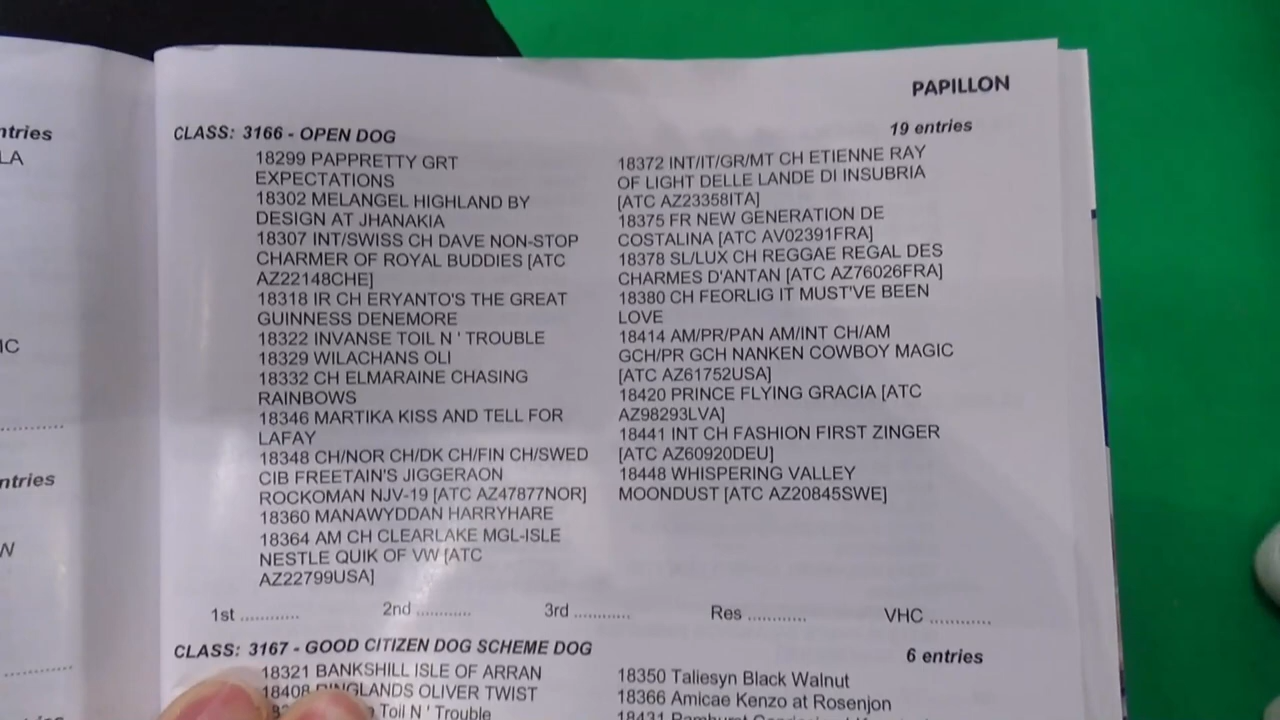 ntries
LA
IC
ntries
PAPILLON
CLASS: 3166 - OPEN DOG
19 entries
18299 PAPPRETTY GRT
EXPECTATIONS
18302 MELANGEL HIGHLAND BY
DESIGN AT JHANAKIA
18307 INT/SWISS CH DAVE NON-STOP
CHARMER OF ROYAL BUDDIES [ATC
AZ22148CHE]
18318 IR CH ERYANTO'S THE GREAT
GUINNESS DENEMORE
18322 INVANSE TOIL N ' TROUBLE
18329 WILACHANS OLI
18332 CH ELMARAINE CHASING
RAINBOWS
18346 MARTIKA KISS AND TELL FOR
LAFAY
18348 CH/NOR CH/DK CH/FIN CH/SWED
CIB FREETAIN'S JIGGERAON
ROCKOMAN NJV-19 [ATC AZ47877NOR]
18360 MANAWYDDAN HARRYHARE
18364 AM CH CLEARLAKE MGL-ISLE
NESTLE QUIK OF VW [ATC
AZ22799USA]
18372 INT/IT/GR/MT CH ETIENNE RAY
OF LIGHT DELLE LANDE DI INSUBRIA
[ATC AZ23358ITA]
18375 FR NEW GENERATION DE
COSTALINA [ATC AV02391FRA]
18378 SL/LUX CH REGGAE REGAL DES
CHARMES D'ANTAN [ATC AZ76026FRA]
18380 CH FEORLIG IT MUST'VE BEEN
LOVE
18414 AM/PR/PAN AM/INT CH/AM
GCH/PR GCH NANKEN COWBOY MAGIC
[ATC AZ61752USA]
18420 PRINCE FLYING GRACIA [ATC
AZ98293LVA]
18441 INT CH FASHION FIRST ZINGER
[ATC AZ60920DEU]
18448 WHISPERING VALLEY
MOONDUST [ATC AZ20845SWE]
1st ............ 2nd ............ 3rd ............ Res ............ VHC ............
CLASS: 3167 - GOOD CITIZEN DOG SCHEME DOG
6 entries
18321 BANKSHILL ISLE OF ARRAN
18408 OLIVER TWIST
Toil N ' Trouble
18350 Taliesyn Black Walnut
18366 Amicae Kenzo at Rosenjon